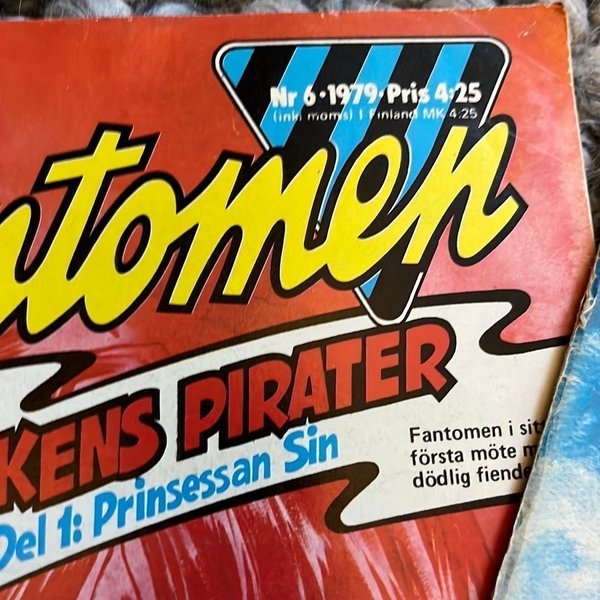 Nr 6·1979·Pris 4:25
(inkl moms) I Finland MK 4.25
ntomen
KENS PIRATER
Del 1: Prinsessan Sin
Fantomen i sitt
första möte m
dödlig fiende